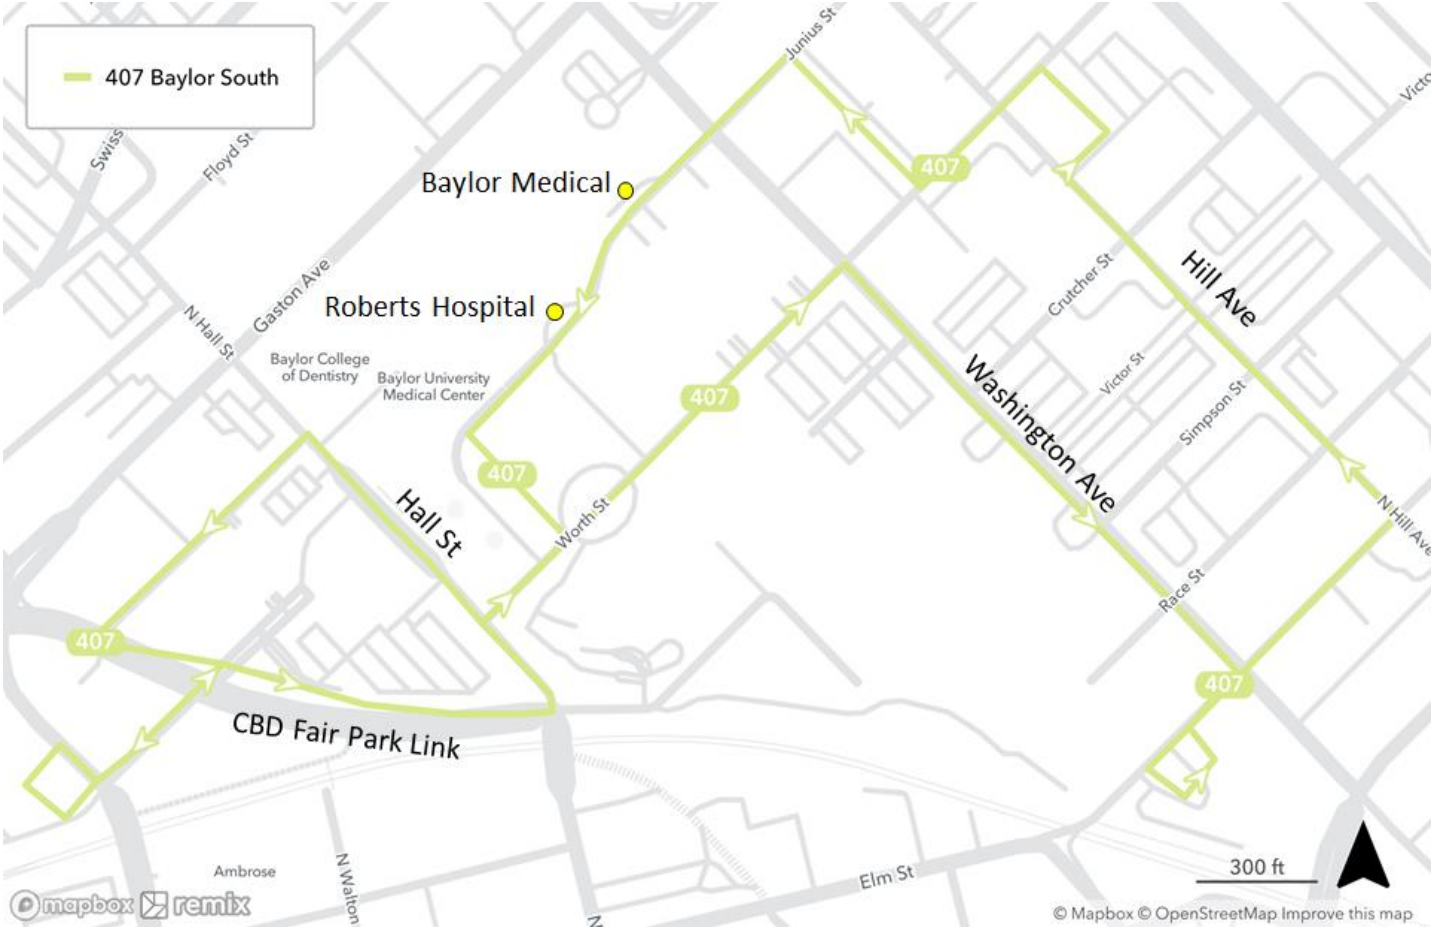 Junius St
407 Baylor South
Victo
Swiss
Floyd St
407
Baylor Medical
Hill Ave
Crutcher St
Gaston Ave
Roberts Hospital
N Hall St
Baylor College
of Dentistry
Baylor University
Medical Center
Victor St
Washington Ave
407
Simpson St
407
Hall St
Worth St
N Hill Ave
Race St
407
407
CBD Fair Park Link
Ambrose
N Walton
Elm St
300 ft
mapbox remix
N
© Mapbox © OpenStreetMap Improve this map